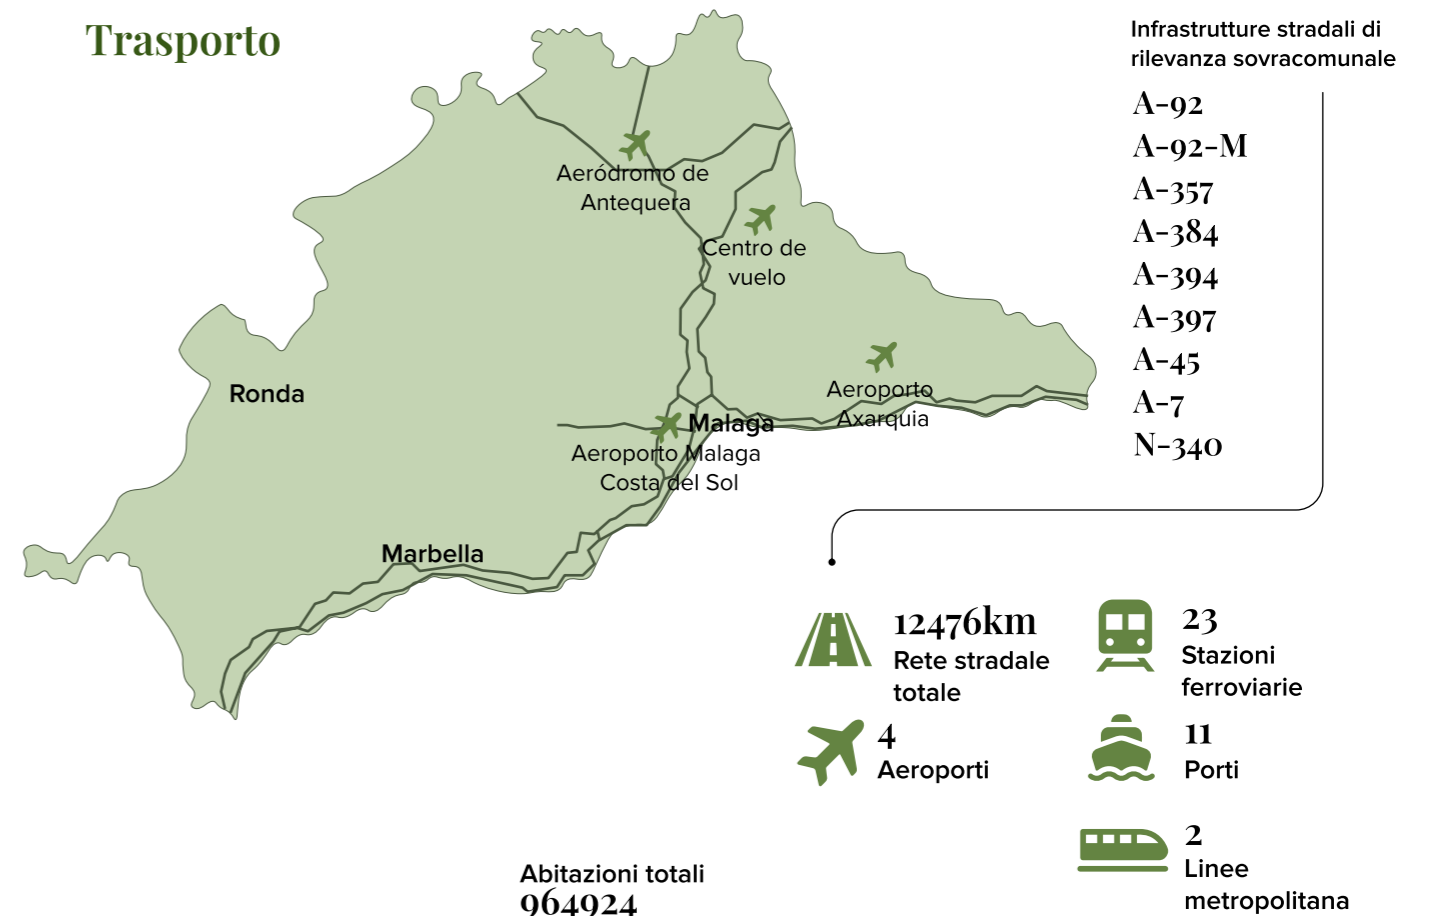 Trasporto
Infrastrutture stradali di
rilevanza sovracomunale
A-92
A-92-M
A-357
A-384
A-394
A-397
A-45
A-7
N-340
Aeródromo de
Antequera
Centro de
vuelo
Ronda
Aeroporto
Axarquia
Malaga
Aeroporto Malaga
Costa del Sol
Marbella
12476km
Rete stradale
totale
23
Stazioni
ferroviarie
4
Aeroporti
11
Porti
2
Linee
metropolitana
Abitazioni totali
964924